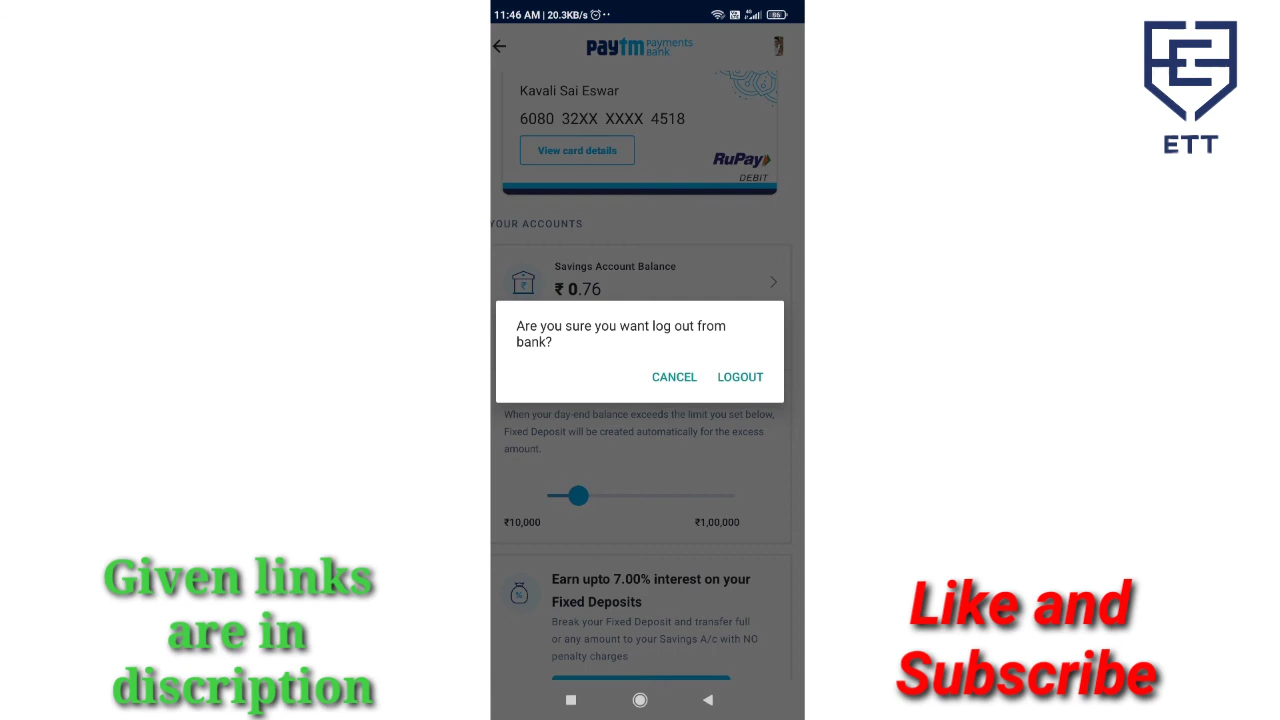 11:46 AM | 20.3KB/s
4G
86
paytm payments bank
Kavali Sai Eswar
6080 32XX XXXX 4518
View card details
RuPay
DEBIT
YOUR ACCOUNTS
Savings Account Balance
₹ 0.76
Are you sure you want log out from
bank?
CANCEL LOGOUT
When your day-end balance exceeds the limit you set below,
Fixed Deposit will be created automatically for the excess
amount.
₹10,000 ₹1,00,000
Earn upto 7.00% interest on your
Fixed Deposits
Break your Fixed Deposit and transfer full
or any amount to your Savings A/c with NO
penalty charges
ETT
Given links
are in
discription
Like and
Subscribe